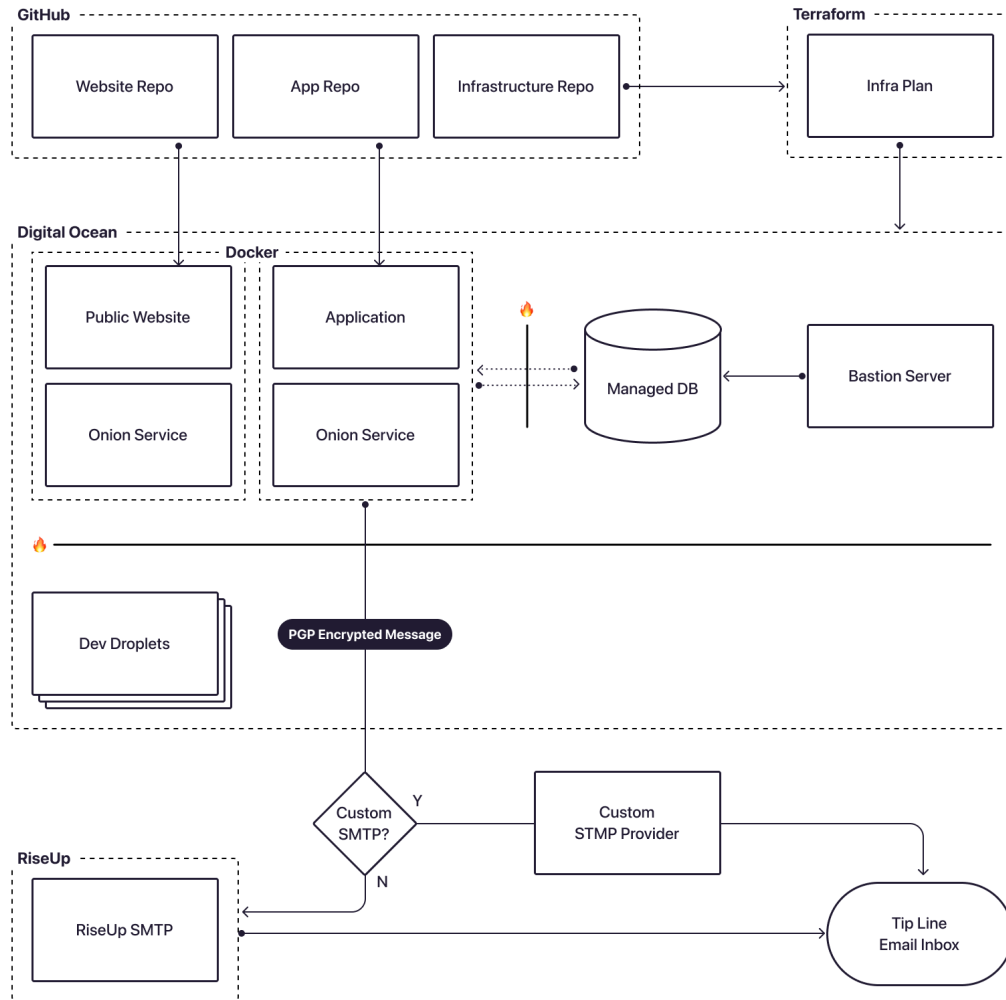 GitHub
Terraform
Website Repo
App Repo
Infrastructure Repo
Infra Plan
Digital Ocean
Docker
Public Website
Application
Managed DB
Bastion Server
Onion Service
Onion Service
Dev Droplets
PGP Encrypted Message
Custom
SMTP?
Y
N
Custom
STMP Provider
RiseUp
RiseUp SMTP
Tip Line
Email Inbox